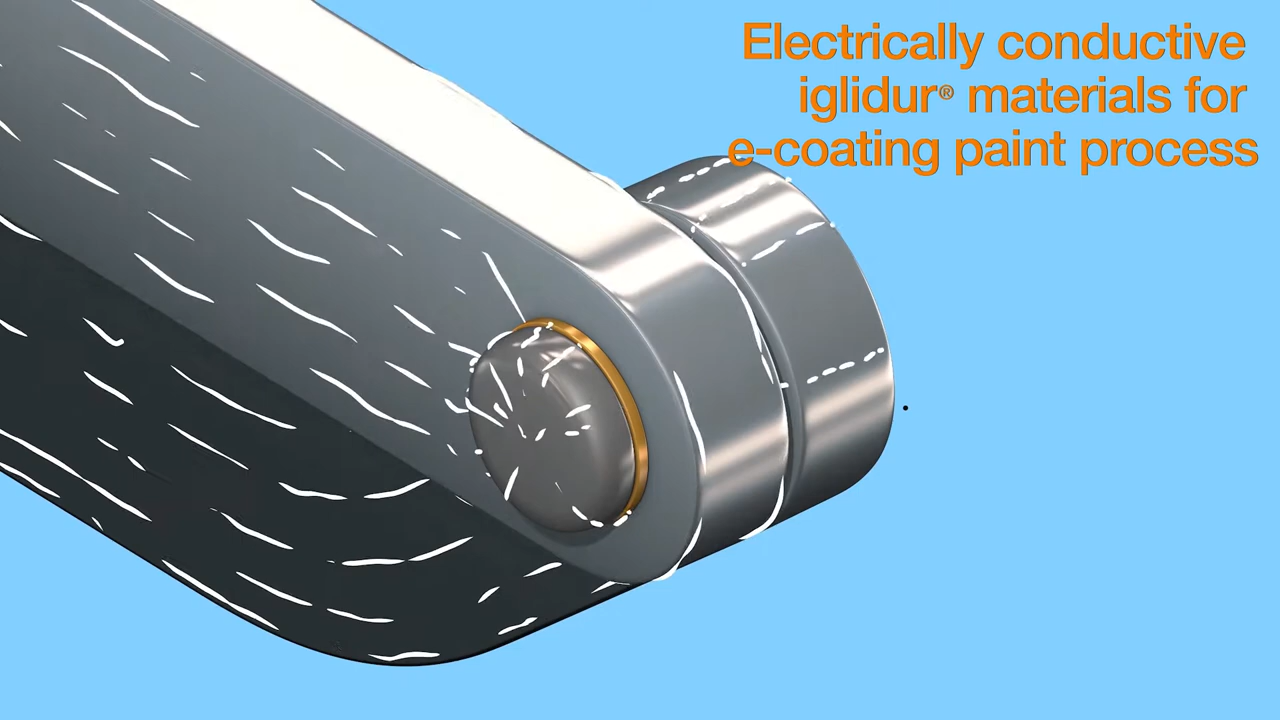 Electrically conductive
iglidur® materials for
e-coating paint process